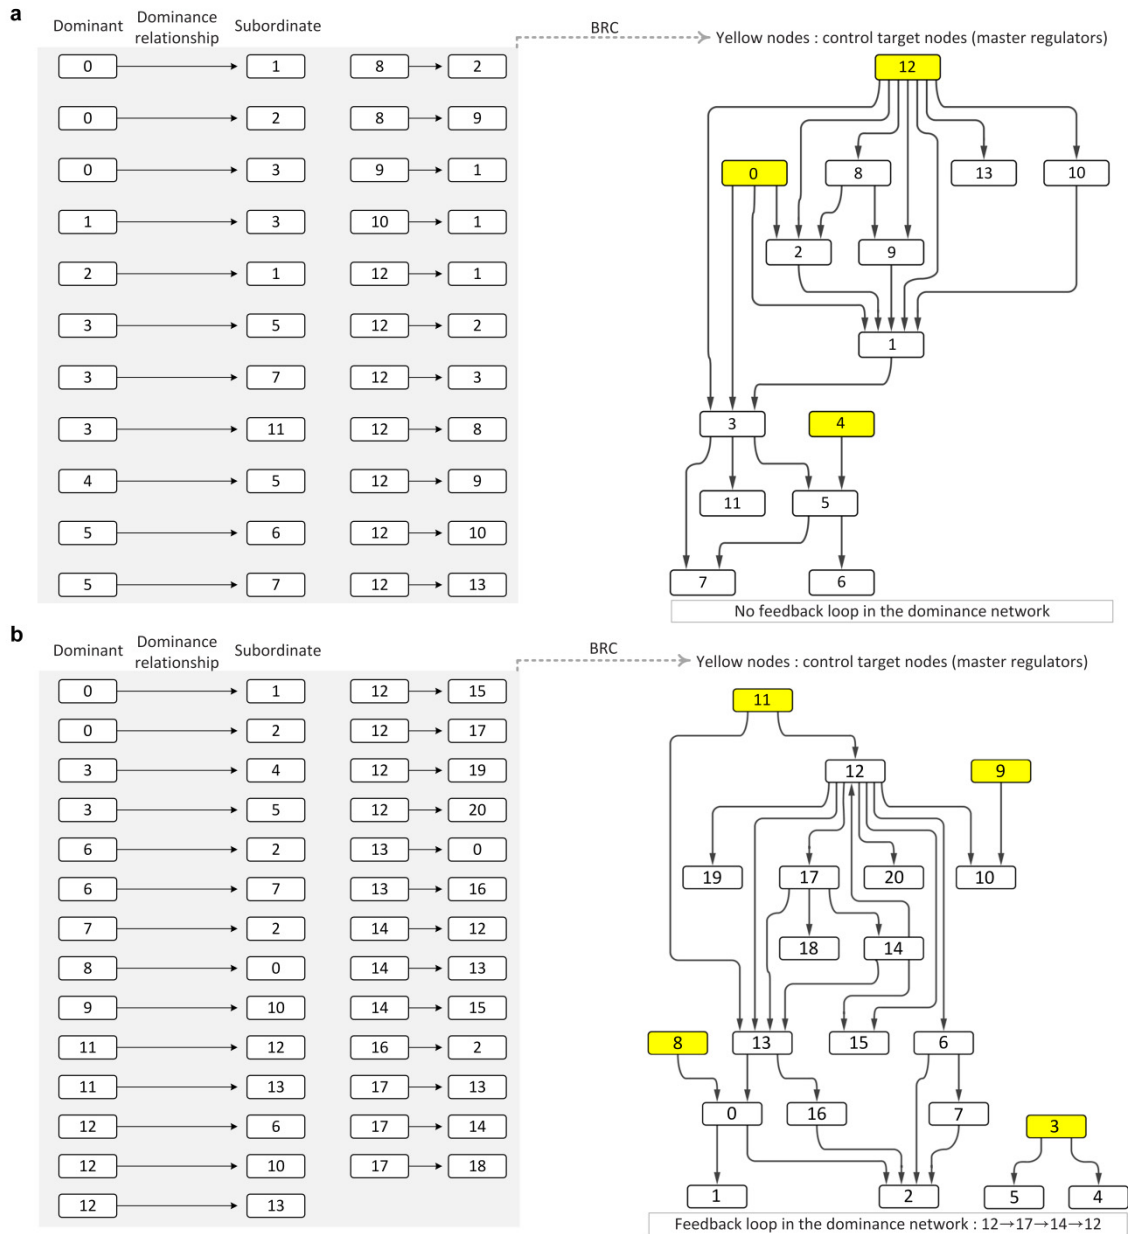 a
Dominant Dominance relationship Subordinate
BRC
Yellow nodes : control target nodes (master regulators)
0 1 8 2
0 2 8 9
0 3 9 1
1 3 10 1
2 1 12 1
3 5 12 2
3 7 12 3
3 11 12 8
4 5 12 9
5 6 12 10
5 7 12 13
12
0 8 13 10
2 9
1
3 4
11 5
7 6
No feedback loop in the dominance network
b
Dominant Dominance relationship Subordinate
BRC
Yellow nodes : control target nodes (master regulators)
0 1 12 15
0 2 12 17
3 4 12 19
3 5 12 20
6 2 13 0
6 7 13 16
7 2 14 12
8 0 14 13
9 10 14 15
11 12 16 2
11 13 17 13
12 6 17 14
12 10 17 18
12 13
11
12 9
19 17 20 10
18 14
8 13 15 6
0 16 7 3
1 2 5 4
Feedback loop in the dominance network : 12→17→14→12